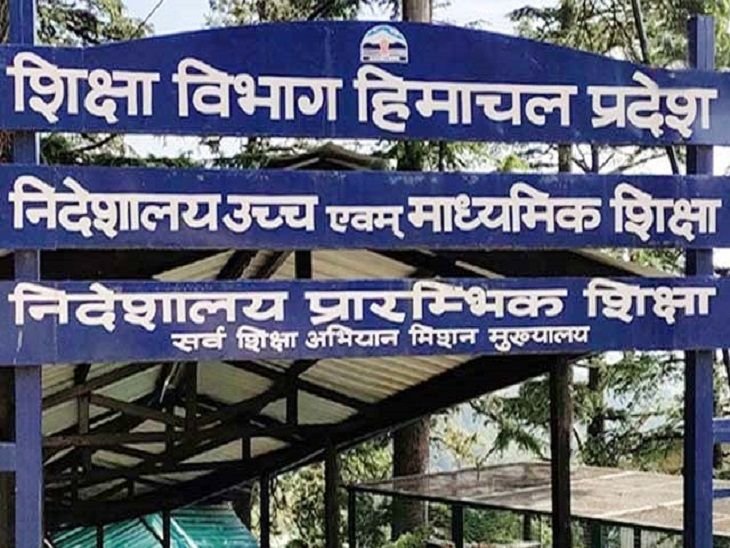 शिक्षा विभाग हिमाचल प्रदेश
निदेशालय उच्च एवम् माध्यमिक शिक्षा
निदेशालय प्रारम्भिक शिक्षा
सर्व शिक्षा अभियान मिशन मुख्यालय